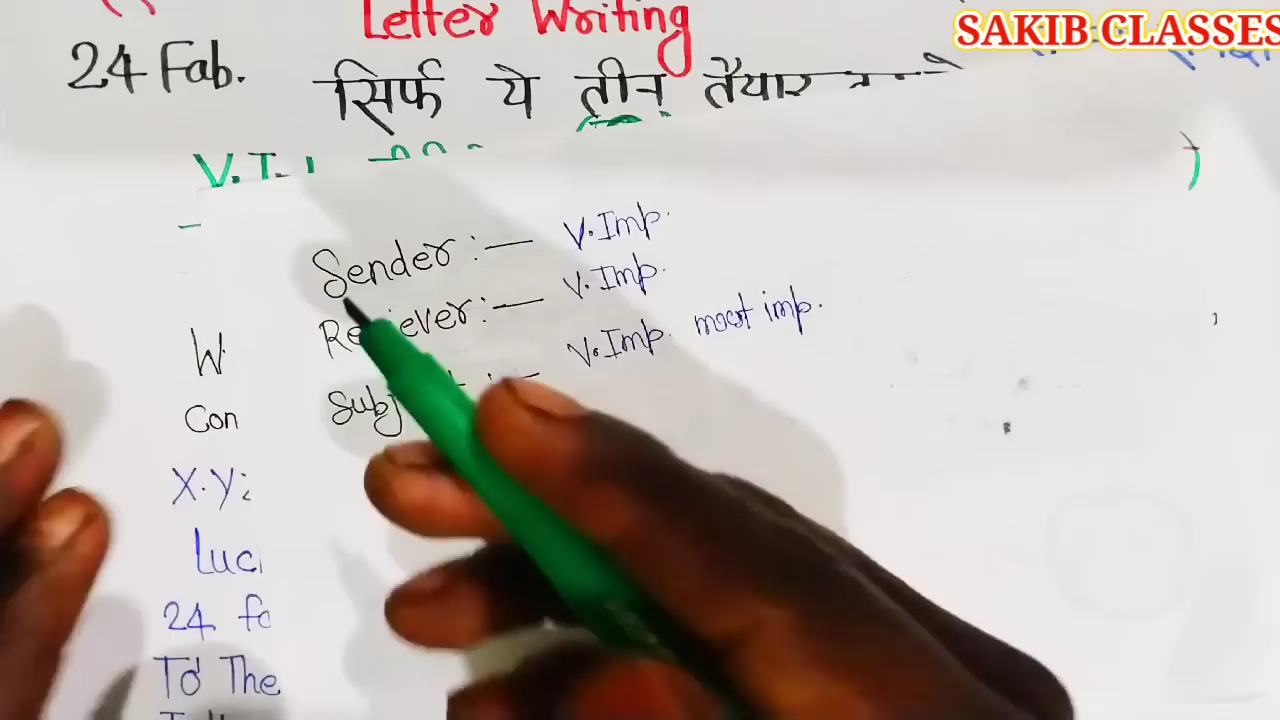 Letter Writing
SAKIB CLASSES
24 Fab.
सिर्फ ये तीन तैयार
V.I.
Sender :— V.Imp.
Reciever :— V.Imp.
V.Imp. most imp.
W
Con
X.Y
Luc
24 fe
To The